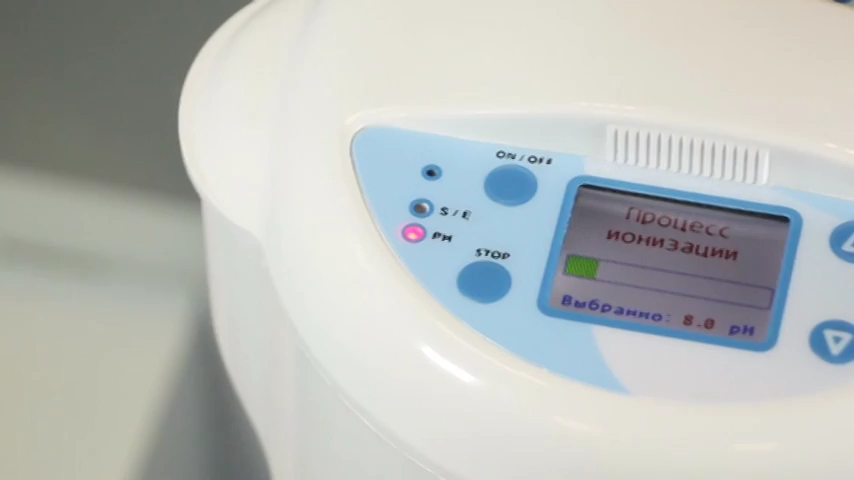 ON / OFF
S / E
PH
STOP
Процесс
ионизации
Выбранно: 8.0 pH